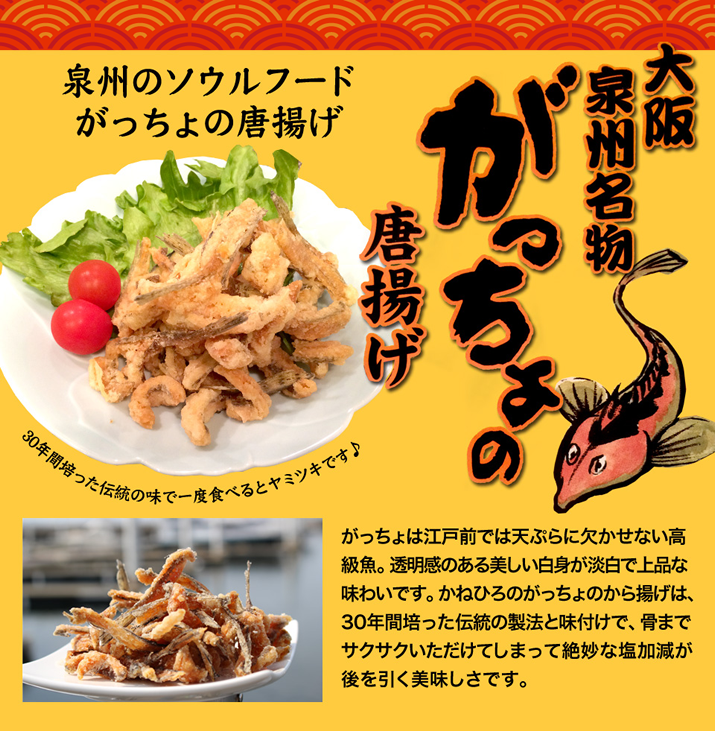 泉州のソウルフード
がっちょの唐揚げ
大阪
泉州名物
がっちょの
唐揚げ
30年間培った伝統の味で一度食べるとヤミツキです♪
がっちょは江戸前では天ぷらに欠かせない高
級魚。透明感のある美しい白身が淡白で上品な
味わいです。かねひろのがっちょのから揚げは、
30年間培った伝統の製法と味付けで、骨まで
サクサクいただけてしまって絶妙な塩加減が
後を引く美味しさです。